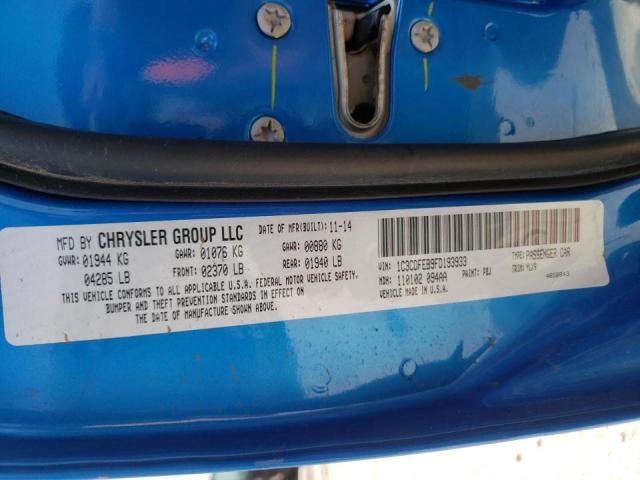 MFD BY CHRYSLER GROUP LLC DATE OF MFR(BUILT): 11-14
GVWR: 01944 KG GAWR: 01076 KG GAWR: 00880 KG
04285 LB FRONT: 02370 LB REAR: 01940 LB
THIS VEHICLE CONFORMS TO ALL APPLICABLE U.S.A. FEDERAL MOTOR VEHICLE SAFETY,
BUMPER AND THEFT PREVENTION STANDARDS IN EFFECT ON
THE DATE OF MANUFACTURE SHOWN ABOVE.
VIN: 1C3CDFEB9FD193933 TYPE: PASSENGER CAR
MDH: 110102 094AA PAINT: PBJ TRIM: MLX9
VEHICLE MADE IN U.S.A.